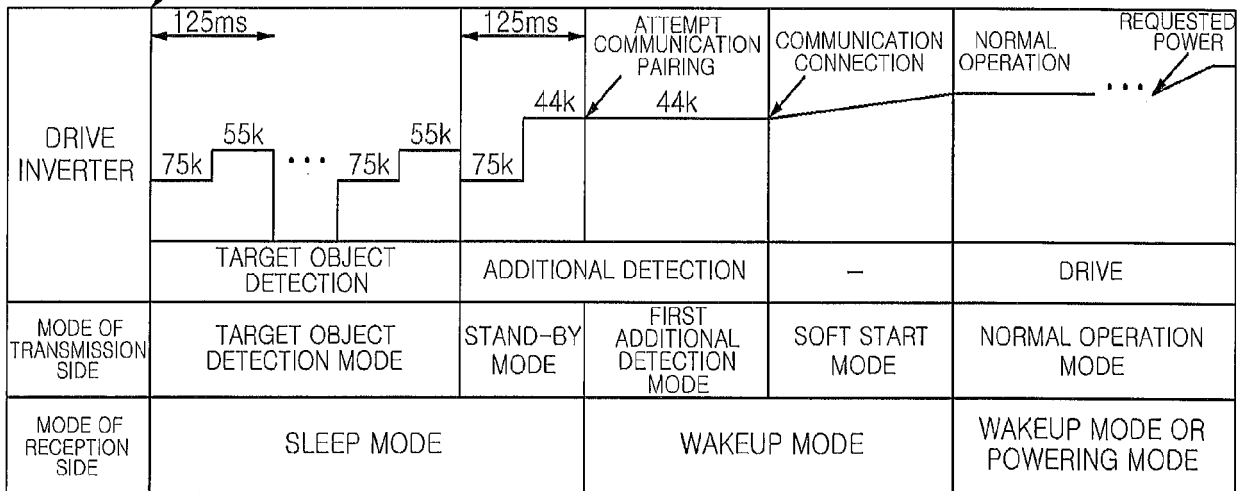 125ms
125ms
ATTEMPT
COMMUNICATION
PAIRING
COMMUNICATION
CONNECTION
NORMAL
OPERATION
REQUESTED
POWER
DRIVE
INVERTER
75k
55k
...
75k
55k
75k
44k
44k
...
TARGET OBJECT
DETECTION
ADDITIONAL DETECTION
–
DRIVE
MODE OF
TRANSMISSION
SIDE
TARGET OBJECT
DETECTION MODE
STAND-BY
MODE
FIRST
ADDITIONAL
DETECTION
MODE
SOFT START
MODE
NORMAL OPERATION
MODE
MODE OF
RECEPTION
SIDE
SLEEP MODE
WAKEUP MODE
WAKEUP MODE OR
POWERING MODE